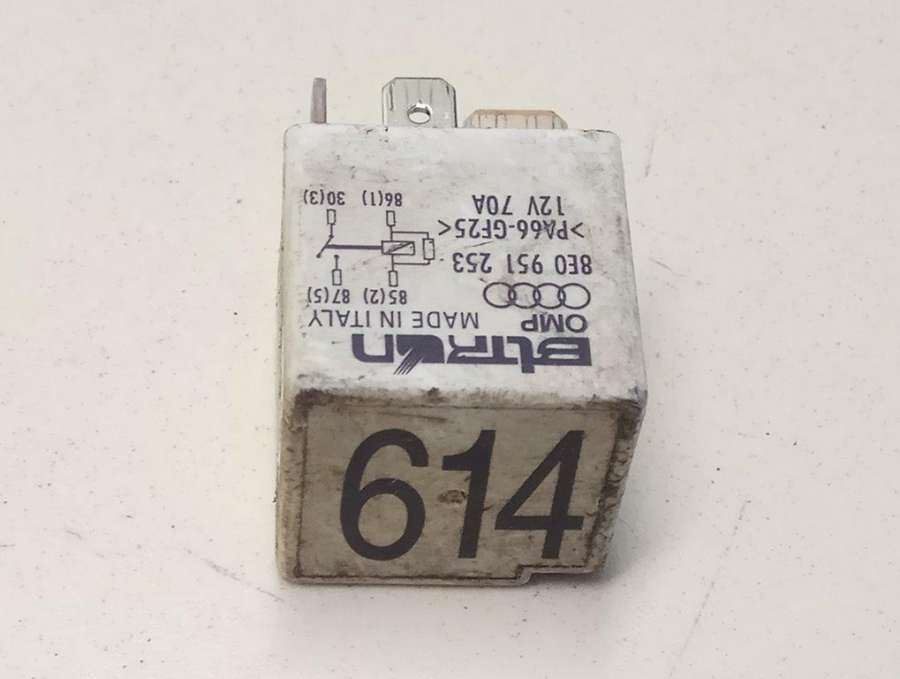 ELTRON
OMP MADE IN ITALY
8E0 951 253
>PA66-GF25<
12V 70A
85(2) 87(5)
86(1) 30(3)
614